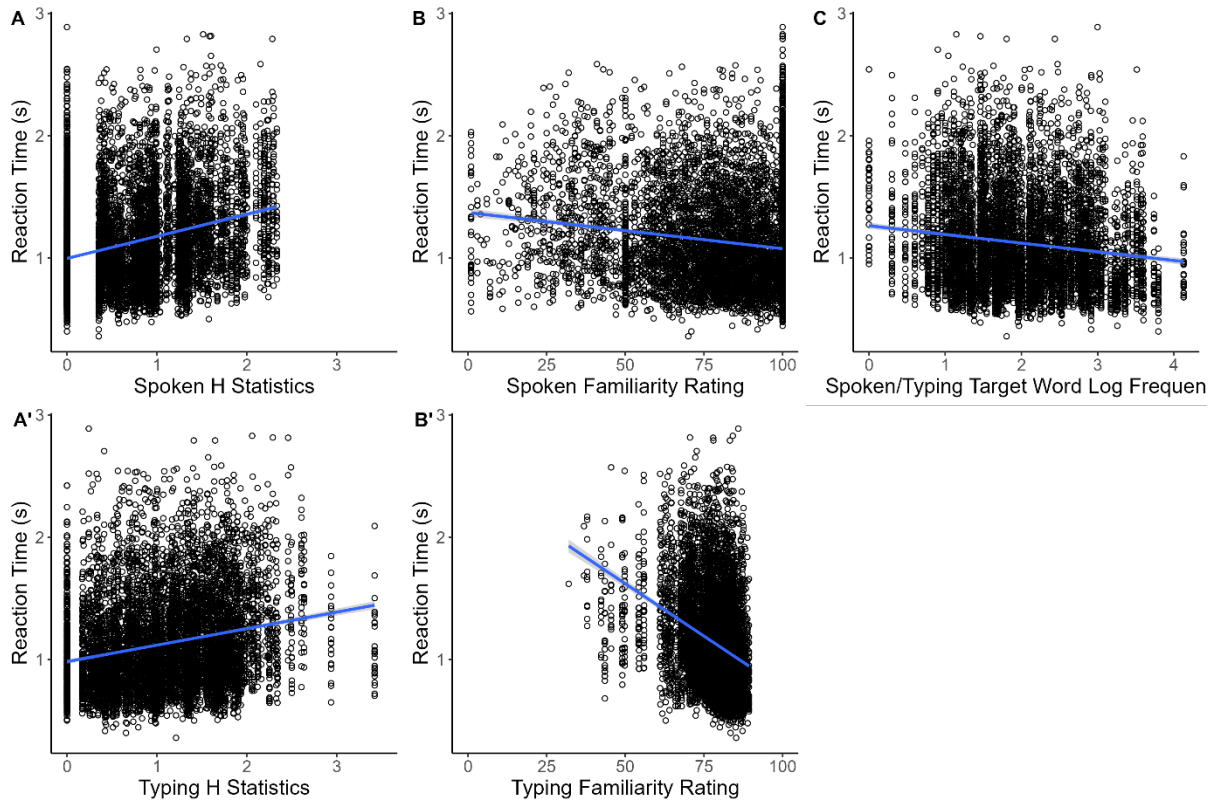 A
B
C
3
2
1
Reaction Time (s)
0 1 2 3
Spoken H Statistics
3
2
1
Reaction Time (s)
0 25 50 75 100
Spoken Familiarity Rating
3
2
1
Reaction Time (s)
0 1 2 3 4
Spoken/Typing Target Word Log Frequen
A'
B'
3
2
1
Reaction Time (s)
0 1 2 3
Typing H Statistics
3
2
1
Reaction Time (s)
0 25 50 75 100
Typing Familiarity Rating